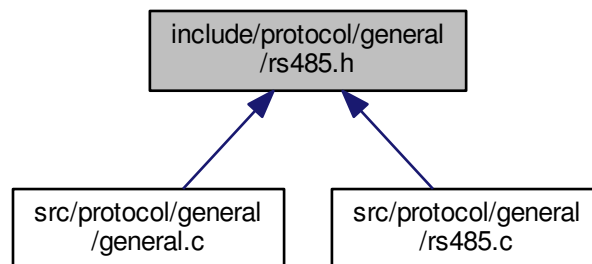 include/protocol/general
/rs485.h
src/protocol/general
/general.c
src/protocol/general
/rs485.c